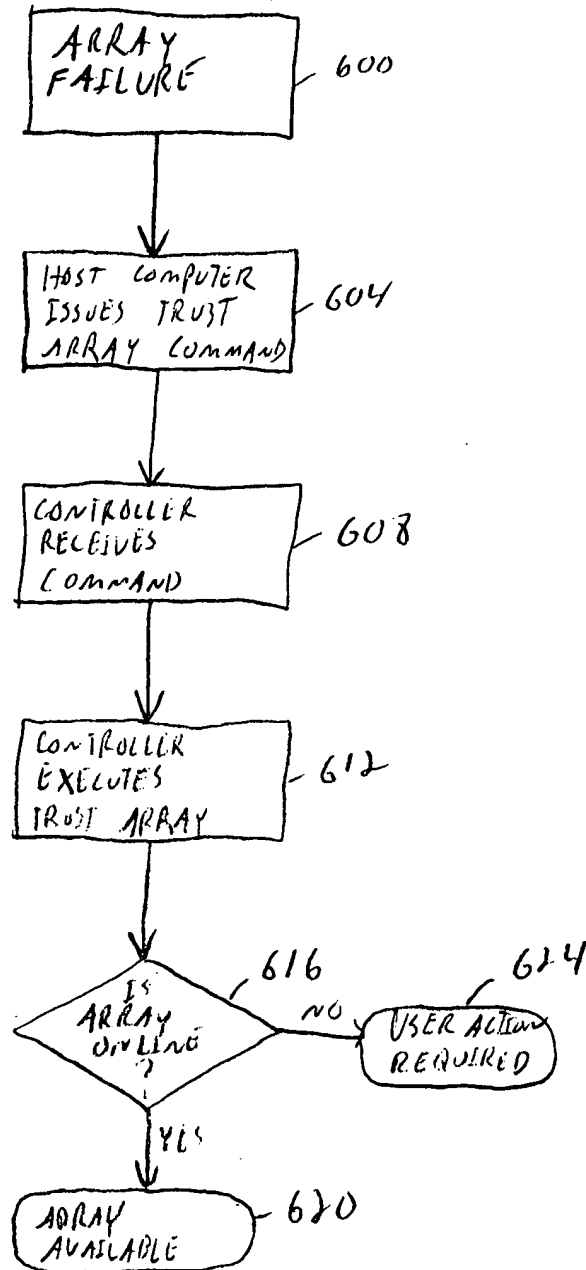 ARRAY
FAILURE
600
HOST COMPUTER
ISSUES TRUST
ARRAY COMMAND
604
CONTROLLER
RECEIVES
COMMAND
608
CONTROLLER
EXECUTES
TRUST ARRAY
612
IS
ARRAY
ONLINE
?
616
NO
USER ACTION
REQUIRED
624
YES
ARRAY
AVAILABLE
620